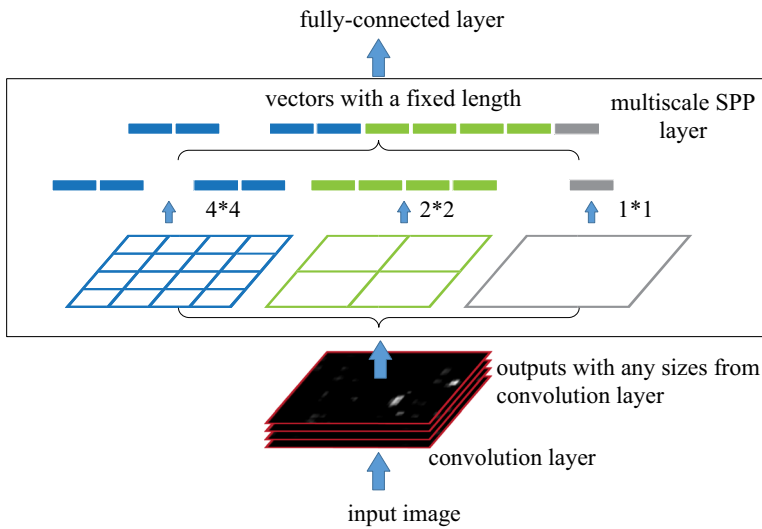 fully-connected layer
vectors with a fixed length
multiscale SPP
layer
4*4
2*2
1*1
outputs with any sizes from
convolution layer
convolution layer
input image